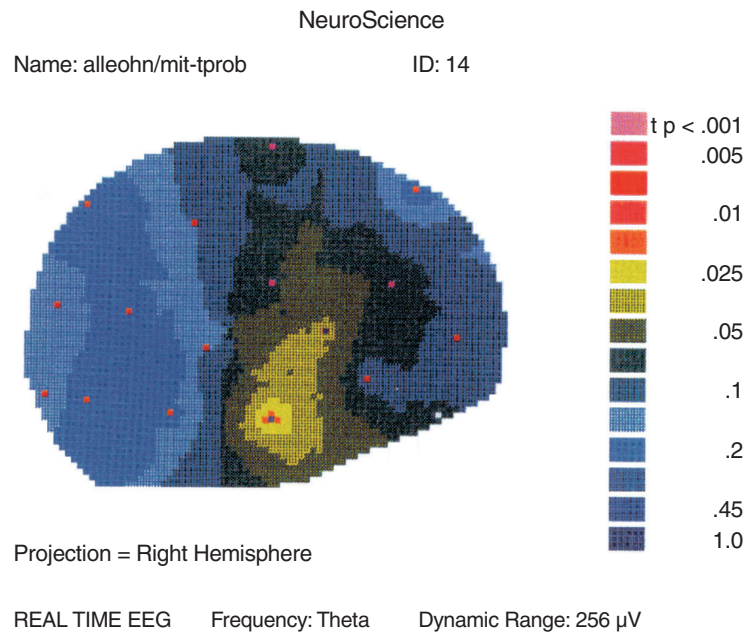 NeuroScience
Name: alleohn/mit-tprob ID: 14
t p < .001
.005
.01
.025
.05
.1
.2
.45
1.0
Projection = Right Hemisphere
REAL TIME EEG Frequency: Theta Dynamic Range: 256 µV